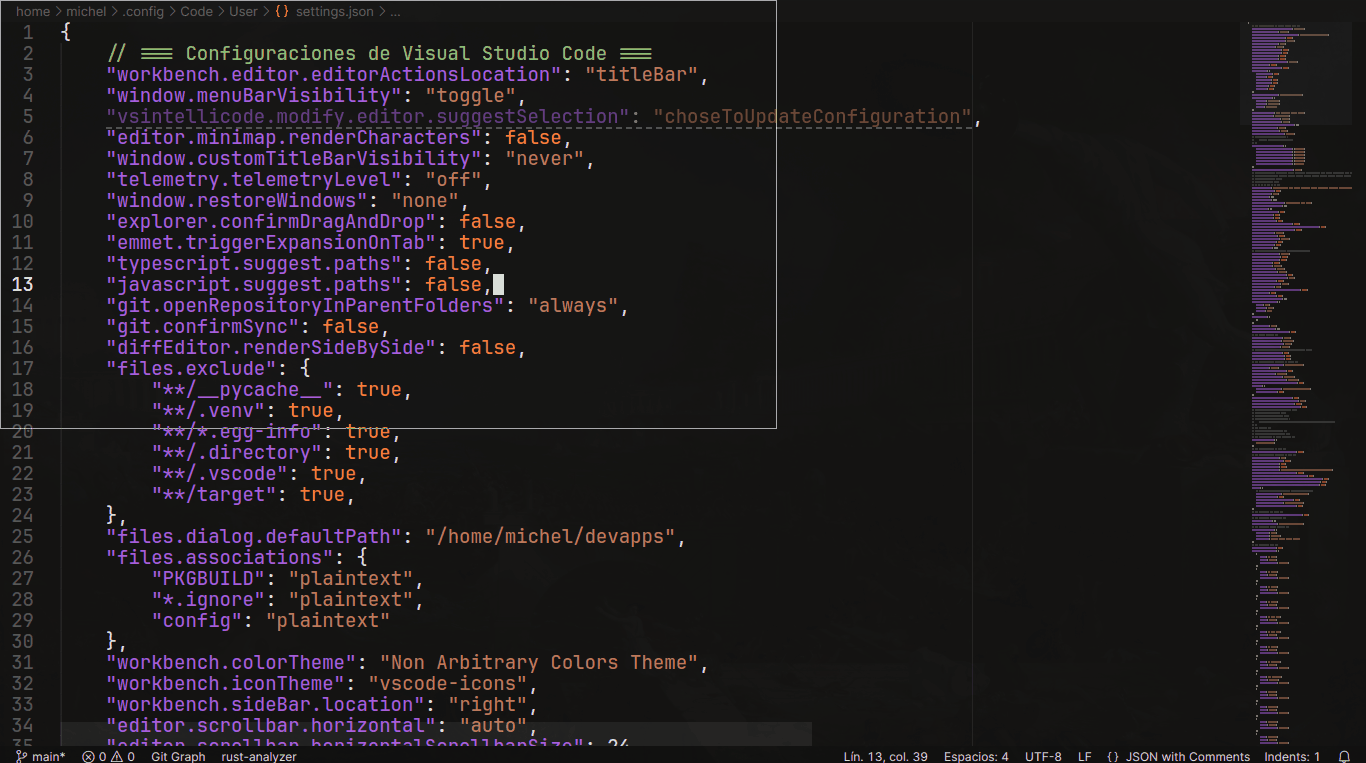 home > michel > .config > Code > User > {} settings.json > ...
1 {
2 // === Configuraciones de Visual Studio Code ===
3 "workbench.editor.editorActionsLocation": "titleBar",
4 "window.menuBarVisibility": "toggle",
5 "vsintellicode.modify.editor.suggestSelection": "choseToUpdateConfiguration",
6 "editor.minimap.renderCharacters": false,
7 "window.customTitleBarVisibility": "never",
8 "telemetry.telemetryLevel": "off",
9 "window.restoreWindows": "none",
10 "explorer.confirmDragAndDrop": false,
11 "emmet.triggerExpansionOnTab": true,
12 "typescript.suggest.paths": false,
13 "javascript.suggest.paths": false,
14 "git.openRepositoryInParentFolders": "always",
15 "git.confirmSync": false,
16 "diffEditor.renderSideBySide": false,
17 "files.exclude": {
18 "**/__pycache__": true,
19 "**/.venv": true,
20 "**/*.egg-info": true,
21 "**/.directory": true,
22 "**/.vscode": true,
23 "**/target": true,
24 },
25 "files.dialog.defaultPath": "/home/michel/devapps",
26 "files.associations": {
27 "PKGBUILD": "plaintext",
28 "*.ignore": "plaintext",
29 "config": "plaintext"
30 },
31 "workbench.colorTheme": "Non Arbitrary Colors Theme",
32 "workbench.iconTheme": "vscode-icons",
33 "workbench.sideBar.location": "right",
34 "editor.scrollbar.horizontal": "auto",
35 "editor.scrollbar.horizontalScrollbarSize": 24,
main* 0 0 Git Graph rust-analyzer Lín. 13, col. 39 Espacios: 4 UTF-8 LF {} JSON with Comments Indents: 1